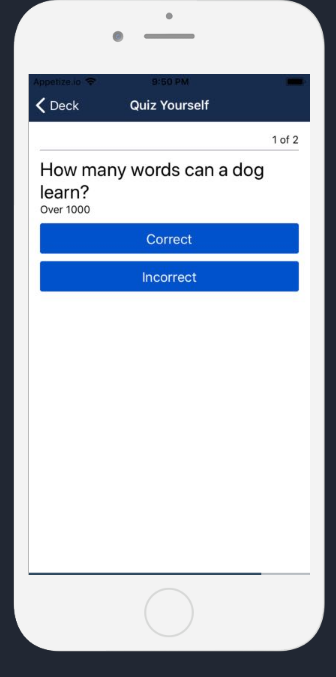 Appetize.io 9:50 PM
Deck Quiz Yourself
1 of 2
How many words can a dog
learn?
Over 1000
Correct
Incorrect